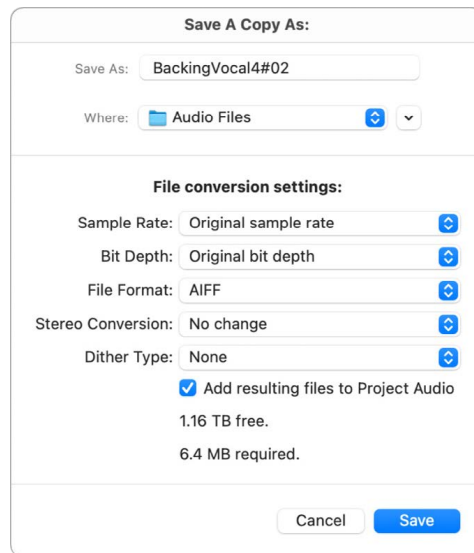 Save A Copy As:
Save As: BackingVocal4#02
Where: Audio Files
File conversion settings:
Sample Rate: Original sample rate
Bit Depth: Original bit depth
File Format: AIFF
Stereo Conversion: No change
Dither Type: None
Add resulting files to Project Audio
1.16 TB free.
6.4 MB required.
Cancel Save